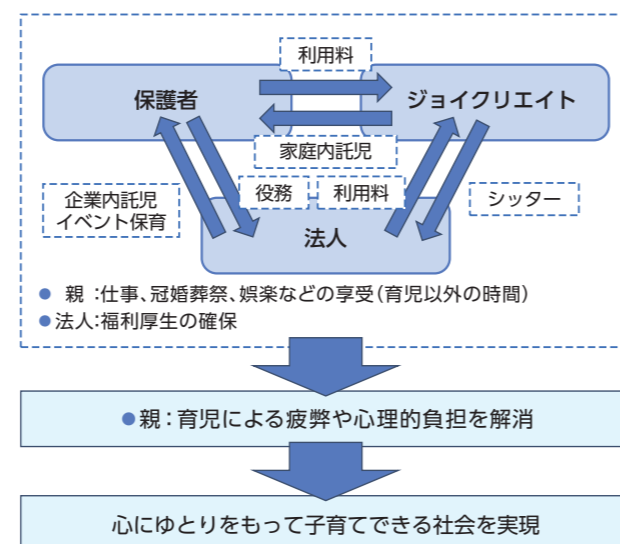 利用料
保護者
ジョイクリエイト
家庭内託児
企業内託児
イベント保育
役務
利用料
シッター
法人
● 親：仕事、冠婚葬祭、娯楽などの享受（育児以外の時間）
●法人：福利厚生の確保
●親：育児による疲弊や心理的負担を解消
心にゆとりをもって子育てできる社会を実現